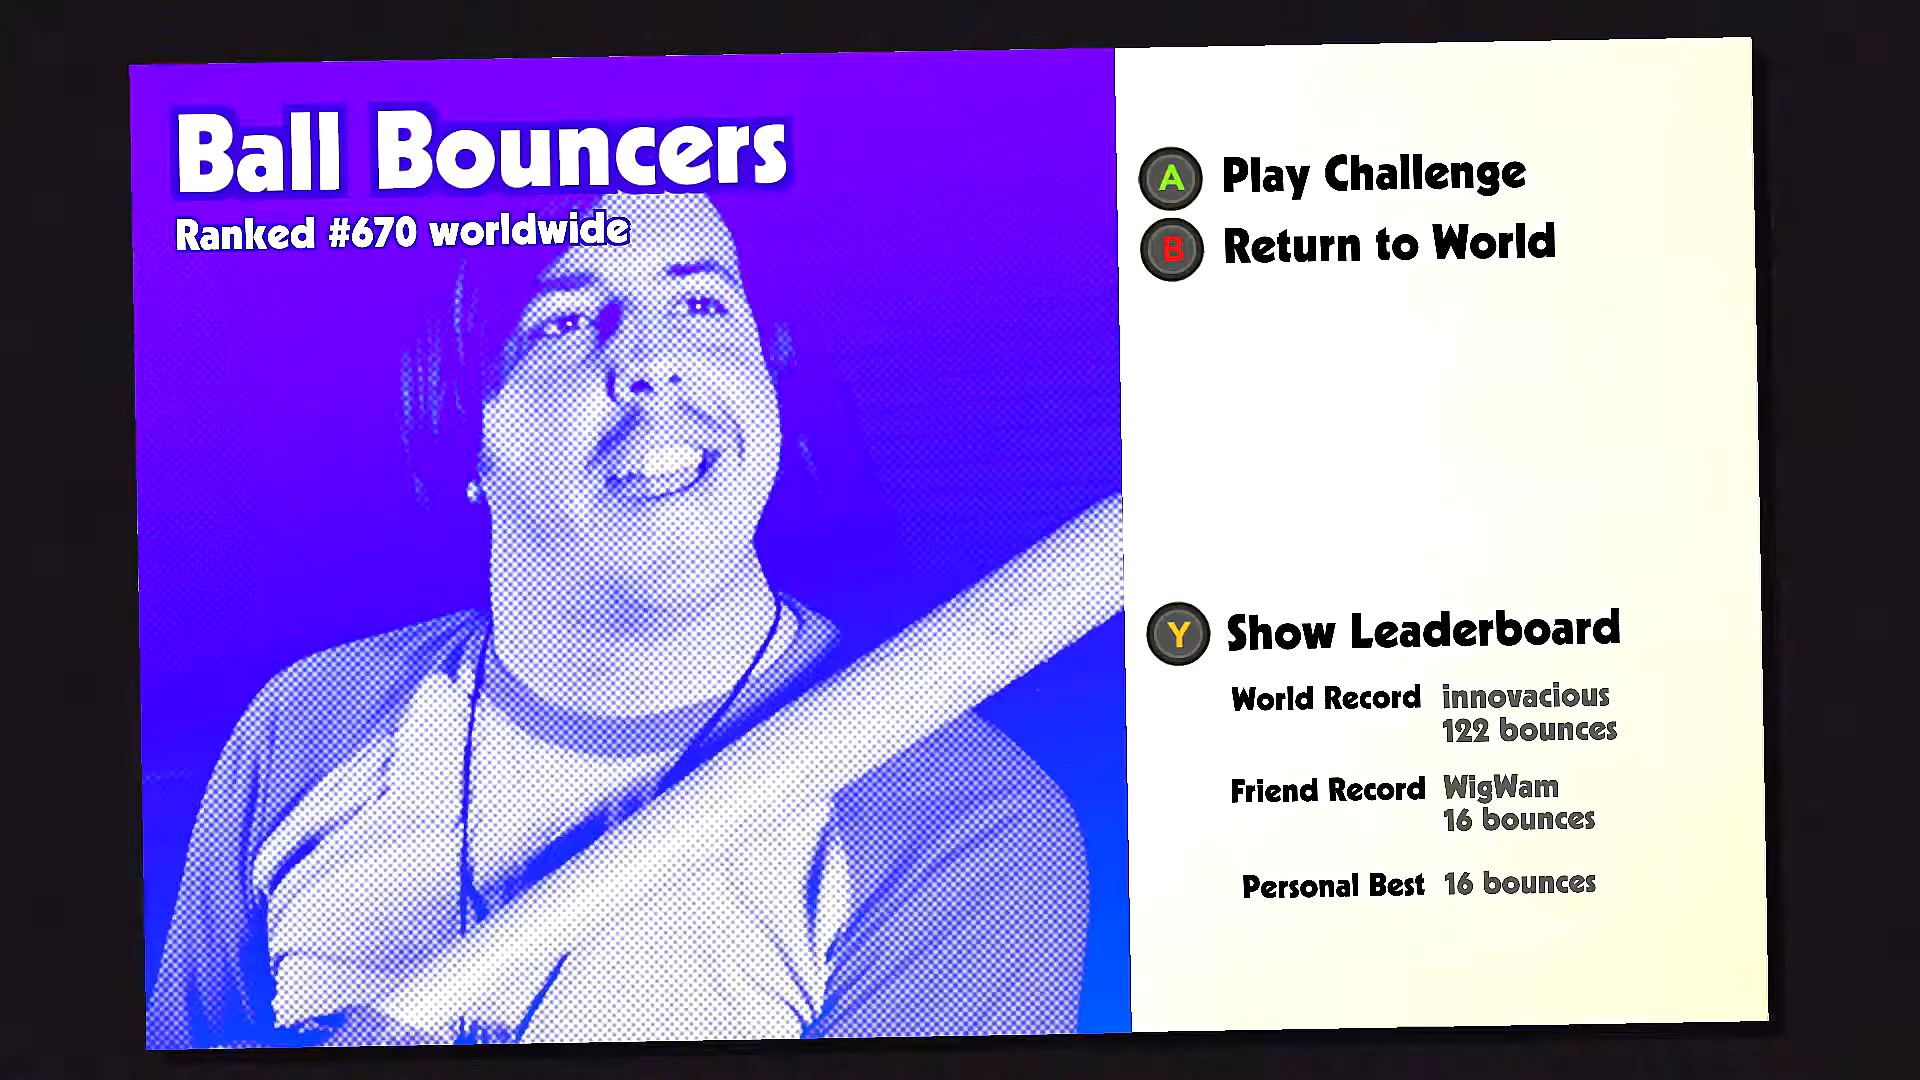 Ball Bouncers
Ranked #670 worldwide
A Play Challenge
B Return to World
Y Show Leaderboard
World Record innovacious
122 bounces
Friend Record WigWam
16 bounces
Personal Best 16 bounces